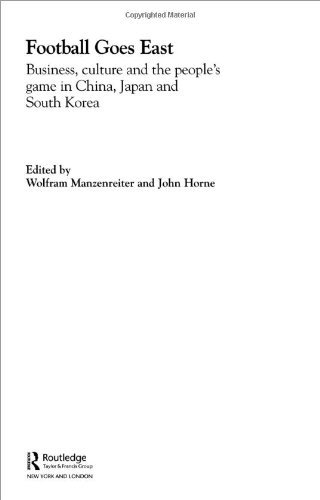 Copyrighted Material
Football Goes East
Business, culture and the people's
game in China, Japan and
South Korea
Edited by
Wolfram Manzenreiter and John Horne
R
Routledge
Taylor & Francis Group
NEW YORK AND LONDON